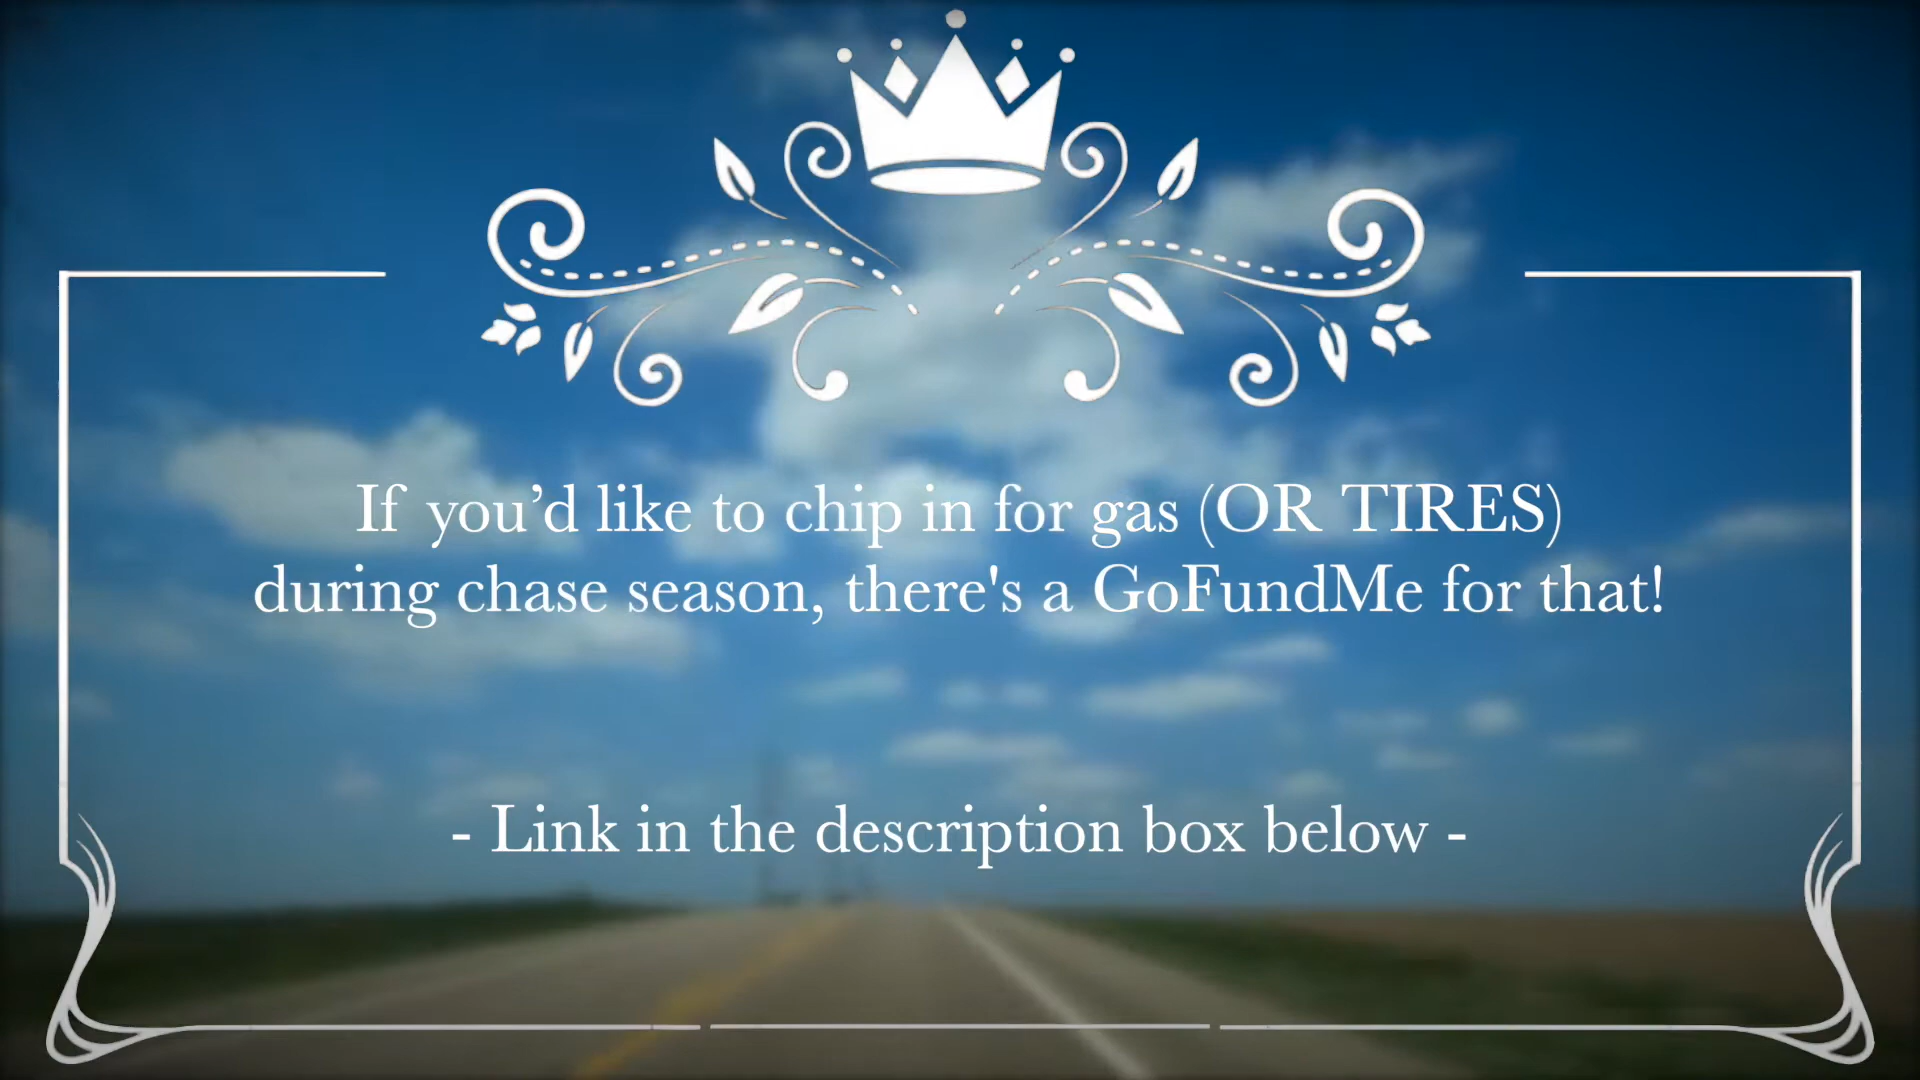 If you’d like to chip in for gas (OR TIRES)
during chase season, there's a GoFundMe for that!
- Link in the description box below -